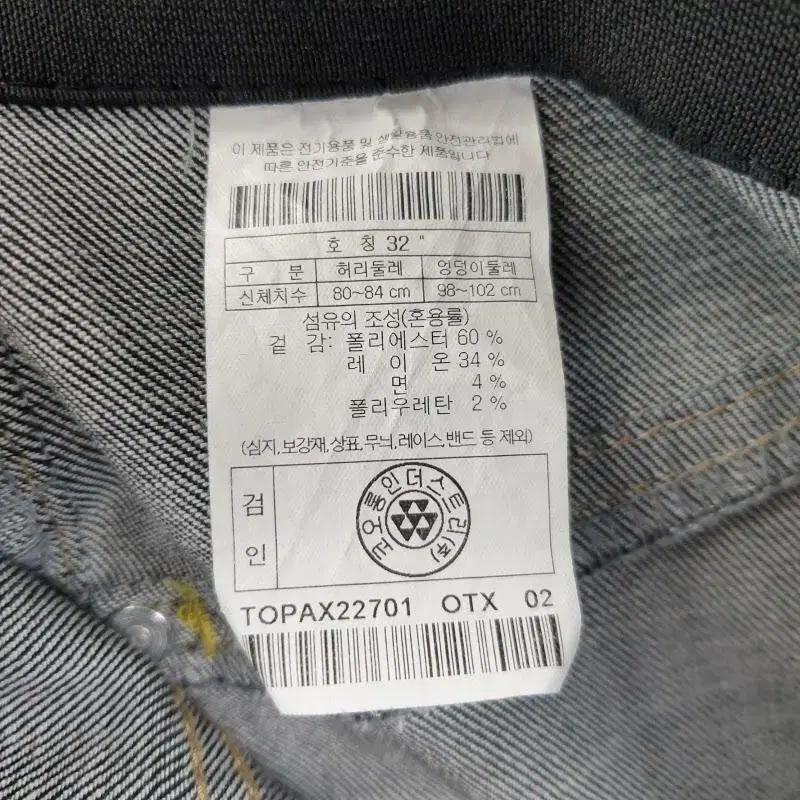 이 제품은 전기용품 및 생활용품 안전관리법에
따른 안전기준을 준수한 제품입니다
호 칭 32 "
구 분 허리둘레 엉덩이둘레
신체치수 80~84 cm 98~102 cm
섬유의 조성(혼용률)
겉 감: 폴리에스터 60 %
레 이 온 34 %
면 4 %
폴리우레탄 2 %
(심지,보강재,상표,무늬,레이스,밴드 등 제외)
검 인
코오롱인더스트리(주)
TOPAX22701 OTX 02